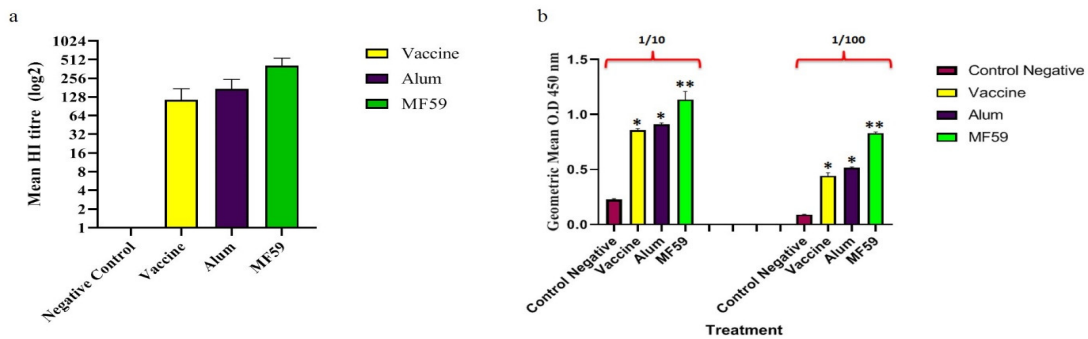 a
Mean HI titre (log2)
1024
512
256
128
64
32
16
8
4
2
1
Negative Control
Vaccine
Alum
MF59
Vaccine
Alum
MF59
b
1/10
1/100
Geometric Mean O.D 450 nm
1.5
1.0
0.5
0.0
*
*
**
*
*
**
Control Negative
Vaccine
Alum
MF59
Control Negative
Vaccine
Alum
MF59
Treatment
Control Negative
Vaccine
Alum
MF59